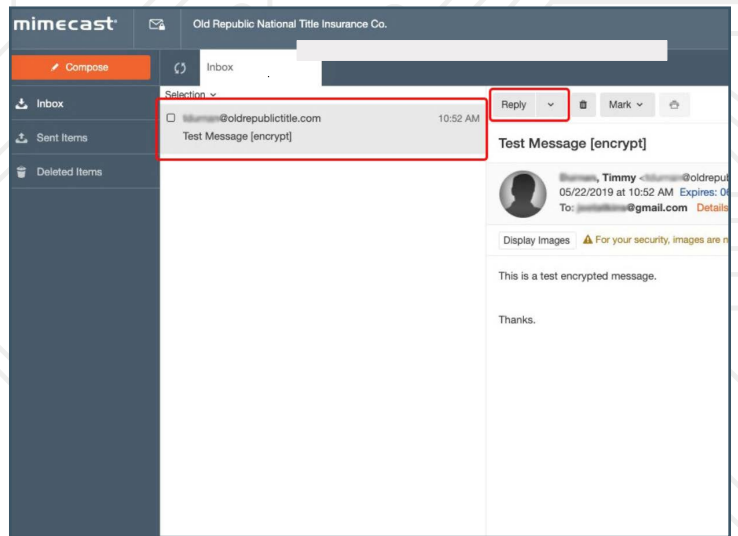 mimecast
Old Republic National Title Insurance Co.
Compose
Inbox
Inbox
Sent Items
Deleted Items
Selection
@oldrepublictitle.com
10:52 AM
Test Message [encrypt]
Reply
Mark
Test Message [encrypt]
, Timmy < @oldrepubl
05/22/2019 at 10:52 AM Expires: 0
To: @gmail.com Details
Display Images For your security, images are n
This is a test encrypted message.
Thanks.